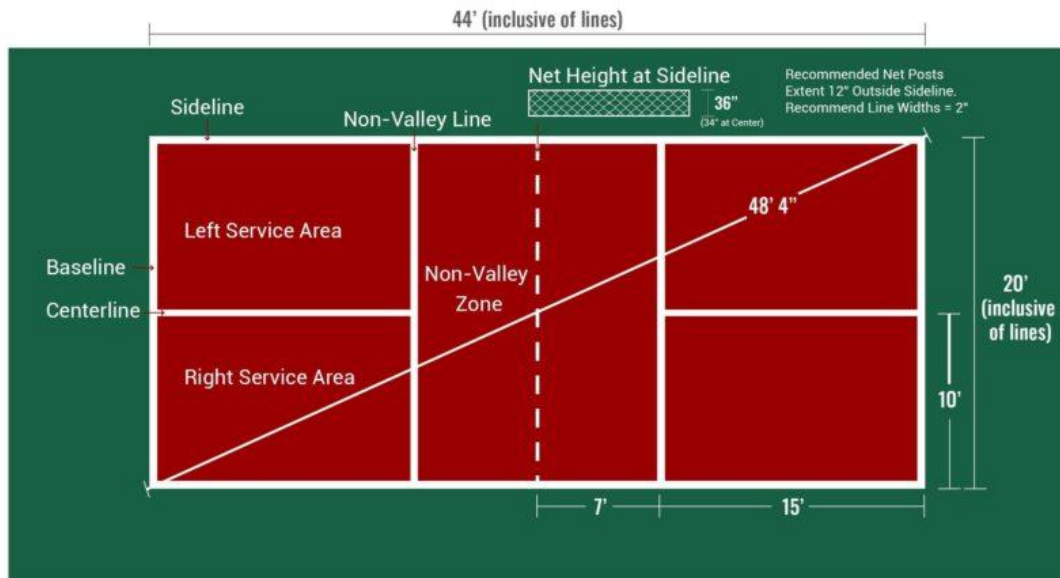 44' (inclusive of lines)
Net Height at Sideline
36"
(34" at Center)
Recommended Net Posts
Extent 12" Outside Sideline.
Recommend Line Widths = 2"
Sideline
Non-Valley Line
48' 4"
Left Service Area
Baseline
Non-Valley
Zone
Centerline
20'
(inclusive
of lines)
Right Service Area
10'
7'
15'